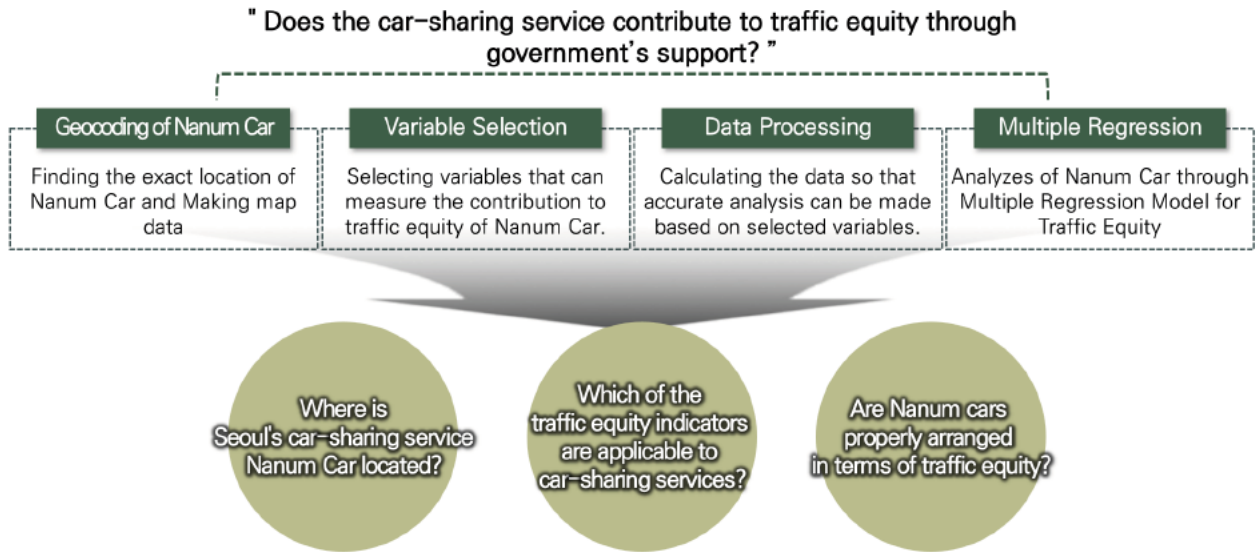 " Does the car-sharing service contribute to traffic equity through
government's support? "
Geocoding of Nanum Car
Finding the exact location of
Nanum Car and Making map
data
Variable Selection
Selecting variables that can
measure the contribution to
traffic equity of Nanum Car.
Data Processing
Calculating the data so that
accurate analysis can be made
based on selected variables.
Multiple Regression
Analyzes of Nanum Car through
Multiple Regression Model for
Traffic Equity
Where is
Seoul's car-sharing service
Nanum Car located?
Which of the
traffic equity indicators
are applicable to
car-sharing services?
Are Nanum cars
properly arranged
in terms of traffic equity?